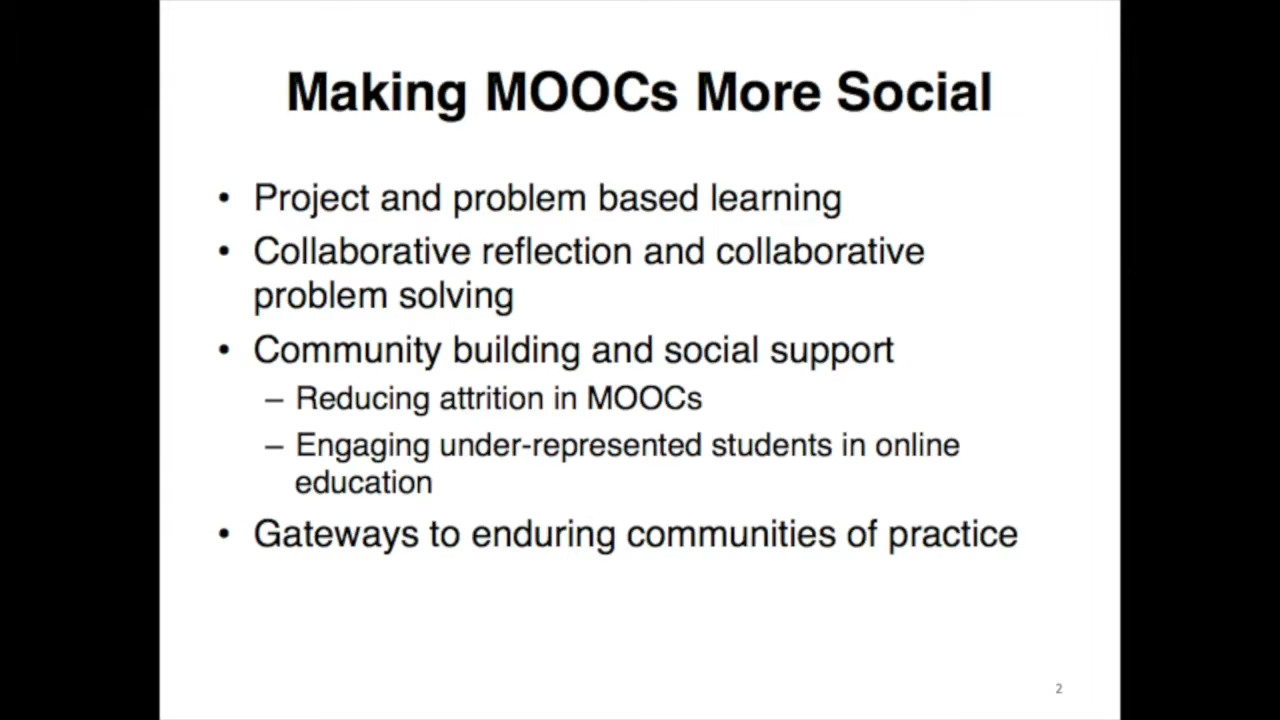 Making MOOCs More Social
• Project and problem based learning
• Collaborative reflection and collaborative
problem solving
• Community building and social support
– Reducing attrition in MOOCs
– Engaging under-represented students in online
education
• Gateways to enduring communities of practice
2